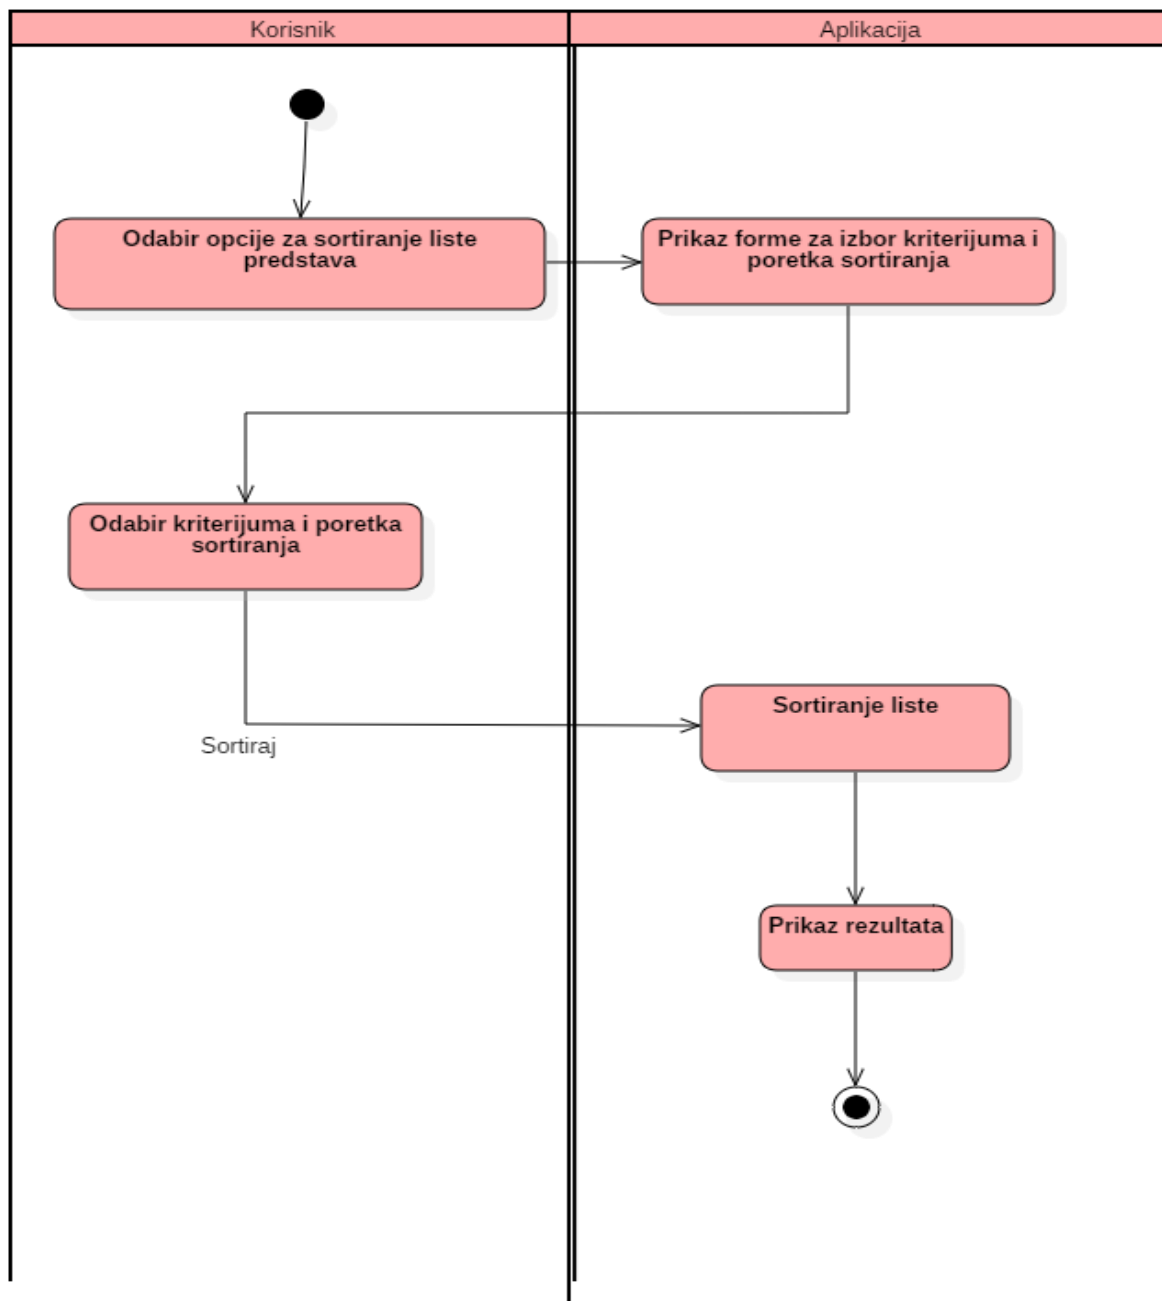 Korisnik
Aplikacija
Odabir opcije za sortiranje liste
predstava
Prikaz forme za izbor kriterijuma i
poretka sortiranja
Odabir kriterijuma i poretka
sortiranja
Sortiraj
Sortiranje liste
Prikaz rezultata